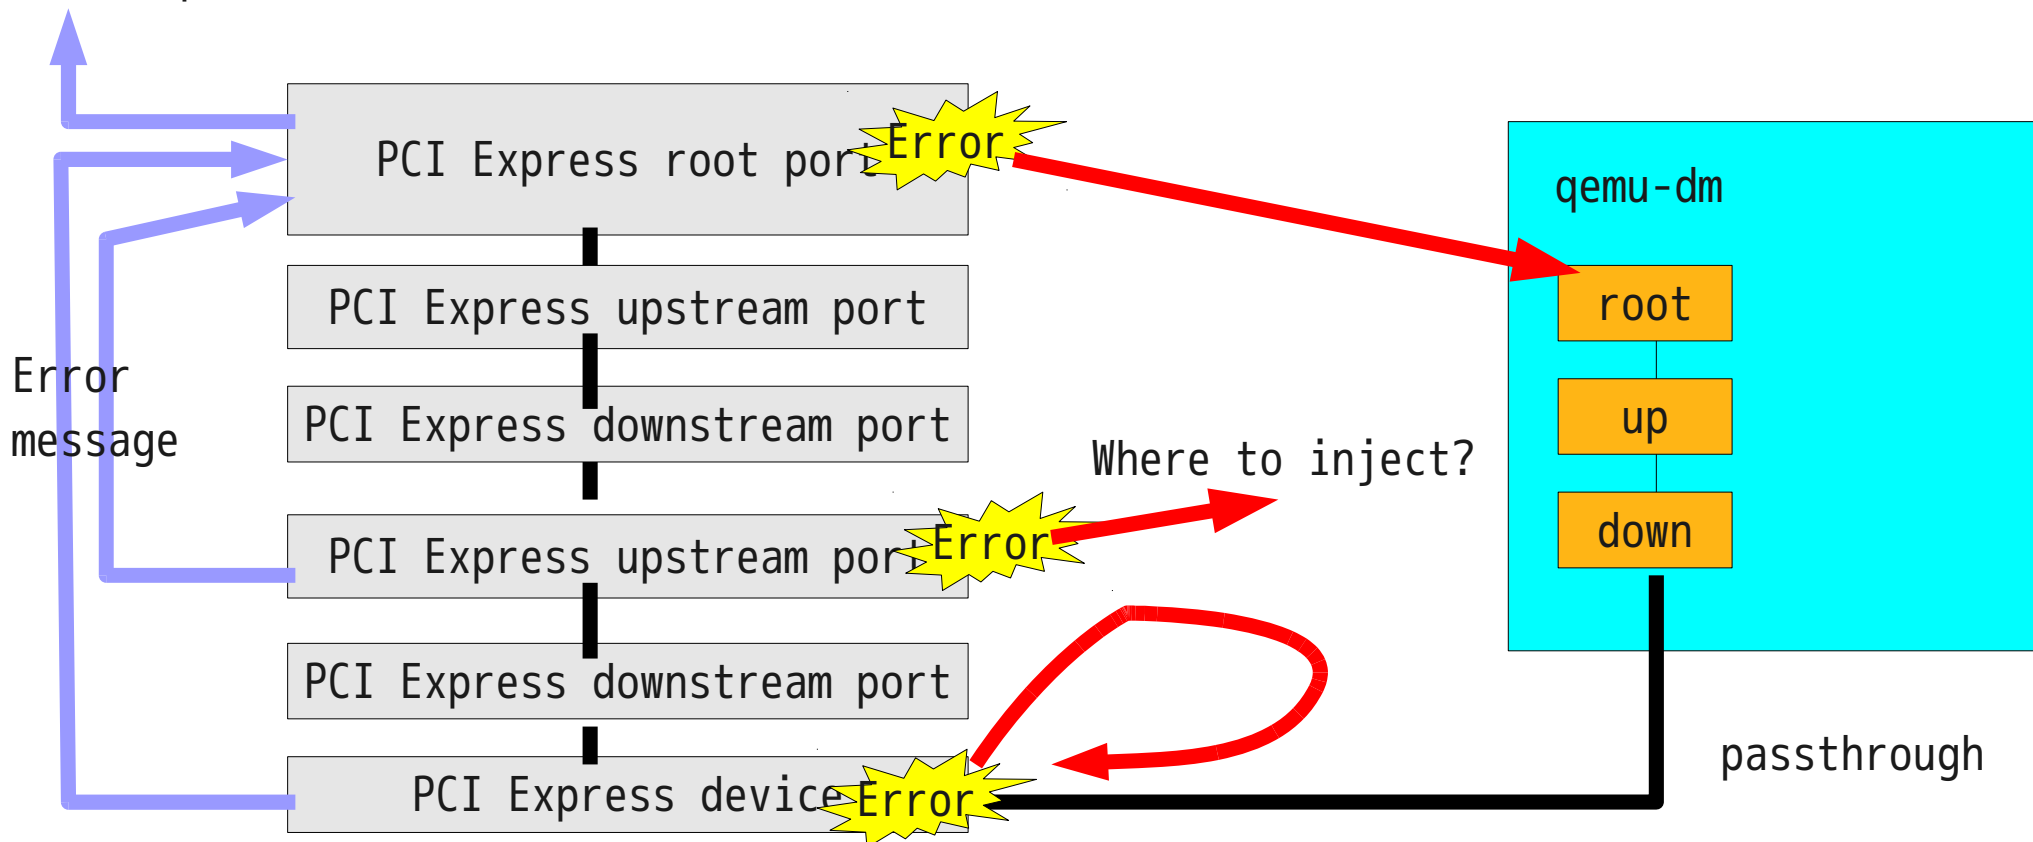 PCI Express root port
Error
qemu-dm
PCI Express upstream port
root
Error
message
PCI Express downstream port
up
Where to inject?
PCI Express upstream port
Error
down
PCI Express downstream port
passthrough
PCI Express device
Error